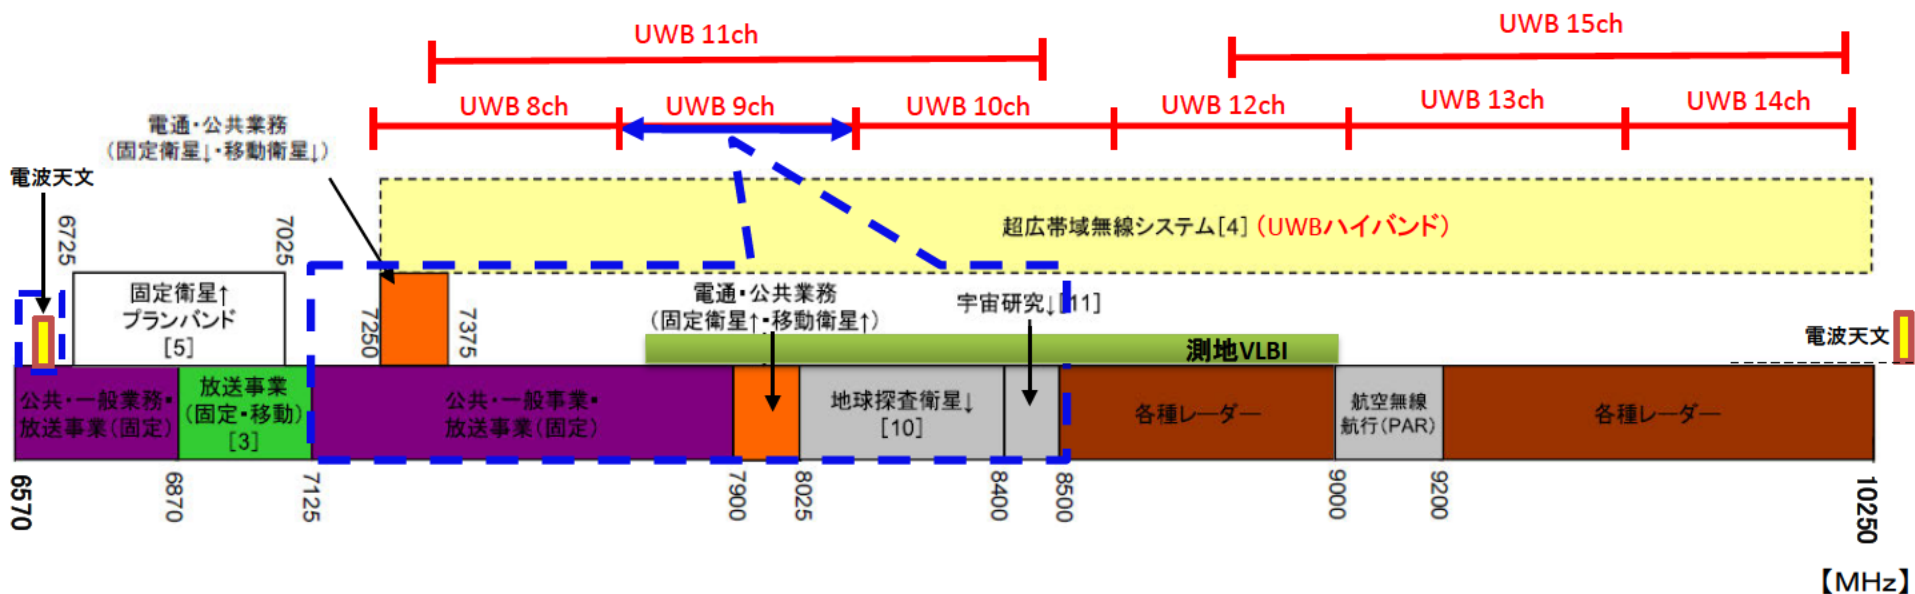 UWB 11ch
UWB 15ch
UWB 8ch
UWB 9ch
UWB 10ch
UWB 12ch
UWB 13ch
UWB 14ch
電通・公共業務
(固定衛星↓・移動衛星↓)
電波天文
6725
7025
超広帯域無線システム[4] (UWBハイバンド)
固定衛星↑
プランバンド
[5]
7250
7375
電通・公共業務
(固定衛星↑・移動衛星↑)
宇宙研究↓[11]
測地VLBI
電波天文
公共・一般業務・
放送事業(固定)
放送事業
(固定・移動)
[3]
公共・一般事業・
放送事業(固定)
地球探査衛星↓
[10]
各種レーダー
航空無線
航行(PAR)
各種レーダー
6570
6870
7125
7900
8025
8400
8500
9000
9200
10250
【MHz】